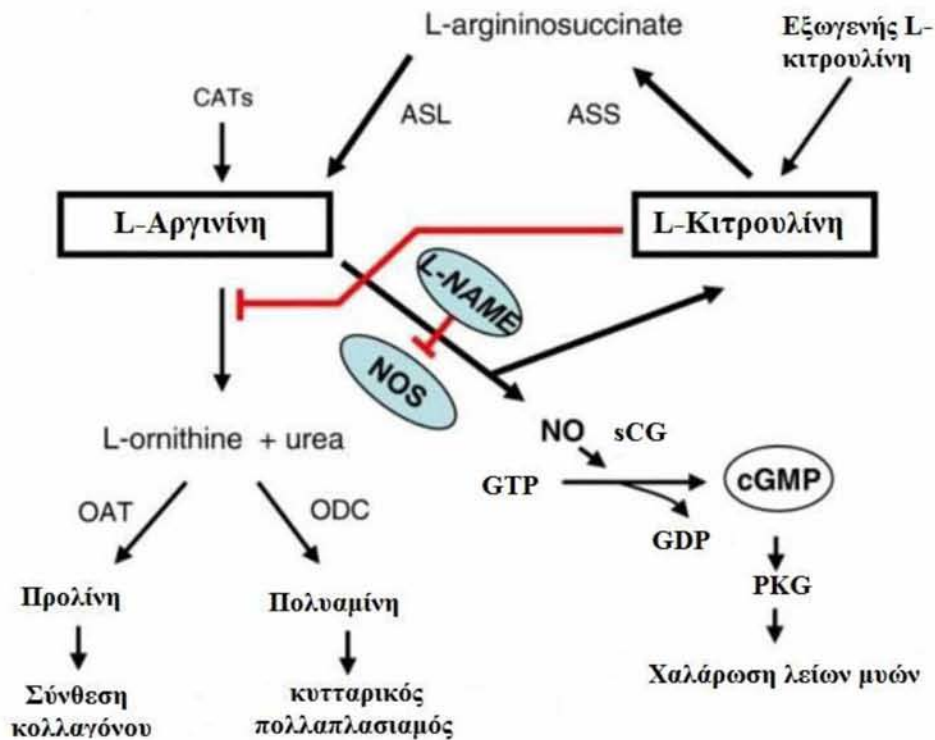 L-argininosuccinate
Εξωγενής L-
κιτρουλίνη
CATs
ASL
ASS
L-Αργινίνη
L-Κιτρουλίνη
L-NAME
NOS
L-ornithine + urea
NO
sCG
GTP
cGMP
GDP
OAT
ODC
PKG
Προλίνη
Πολυαμίνη
Χαλάρωση λείων μυών
Σύνθεση
κολλαγόνου
κυτταρικός
πολλαπλασιαμός